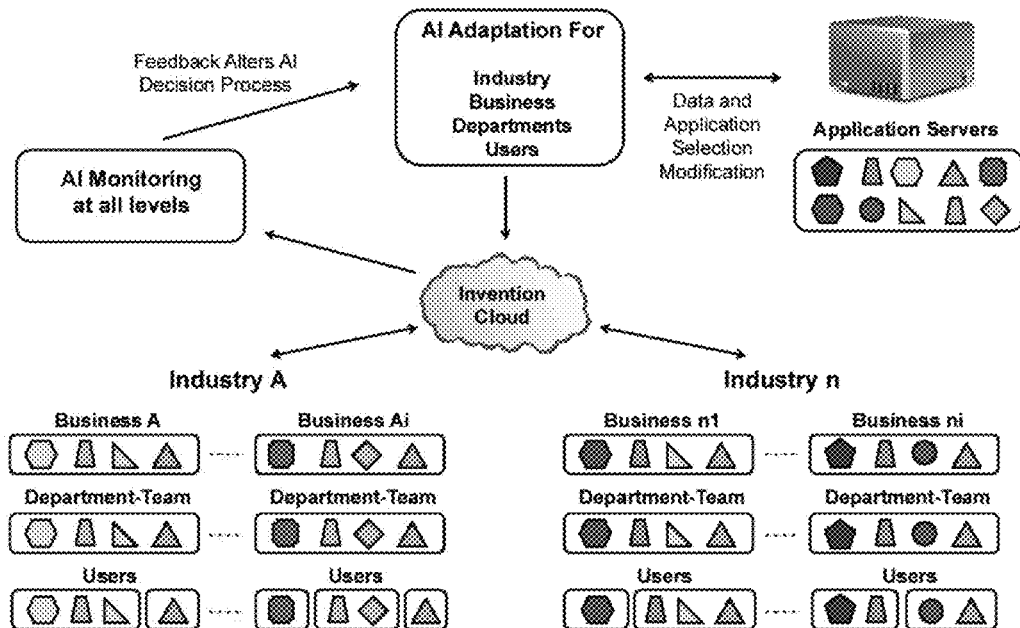 AI Adaptation For
Industry
Business
Departments
Users
Feedback Alters AI
Decision Process
Data and
Application
Selection
Modification
Application Servers
AI Monitoring
at all levels
Invention
Cloud
Industry A
Industry n
Business A
Business Ai
Business n1
Business ni
Department-Team
Department-Team
Department-Team
Department-Team
Users
Users
Users
Users